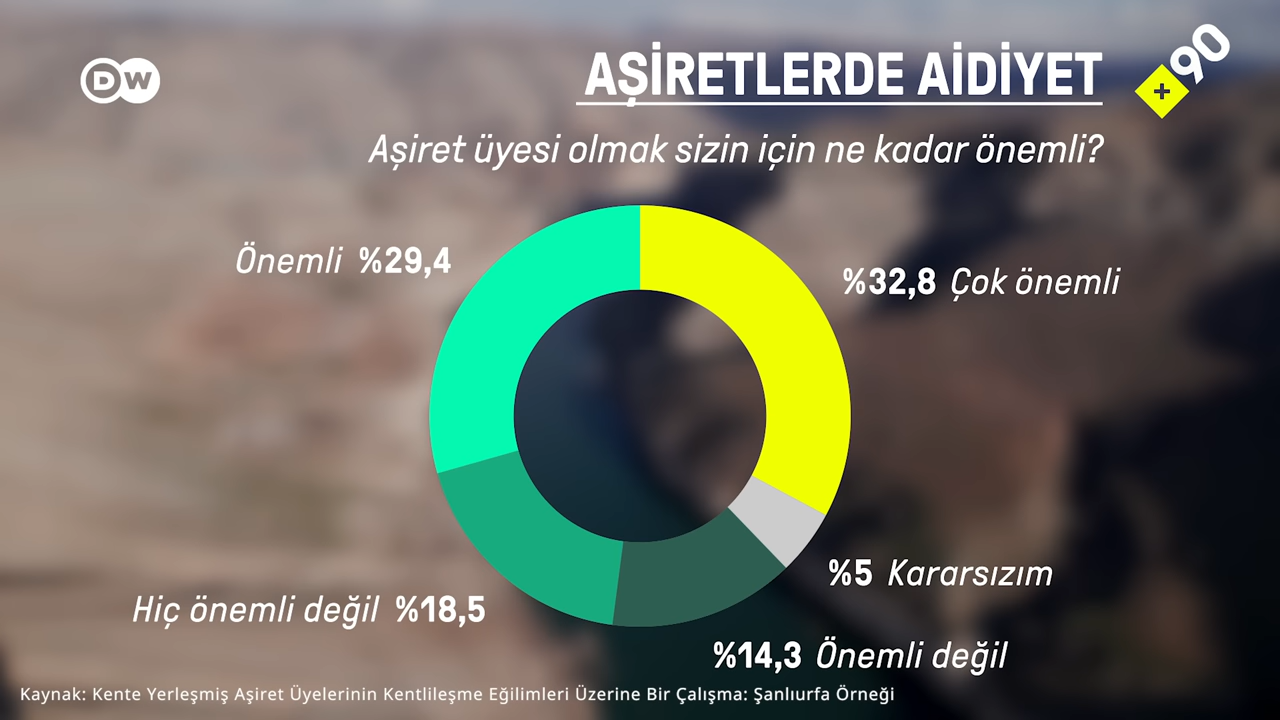 DW
AŞİRETLERDE AİDİYET
+90
Aşiret üyesi olmak sizin için ne kadar önemli?
Önemli %29,4
%32,8 Çok önemli
%5 Kararsızım
Hiç önemli değil %18,5
%14,3 Önemli değil
Kaynak: Kente Yerleşmiş Aşiret Üyelerinin Kentlileşme Eğilimleri Üzerine Bir Çalışma: Şanlıurfa Örneği